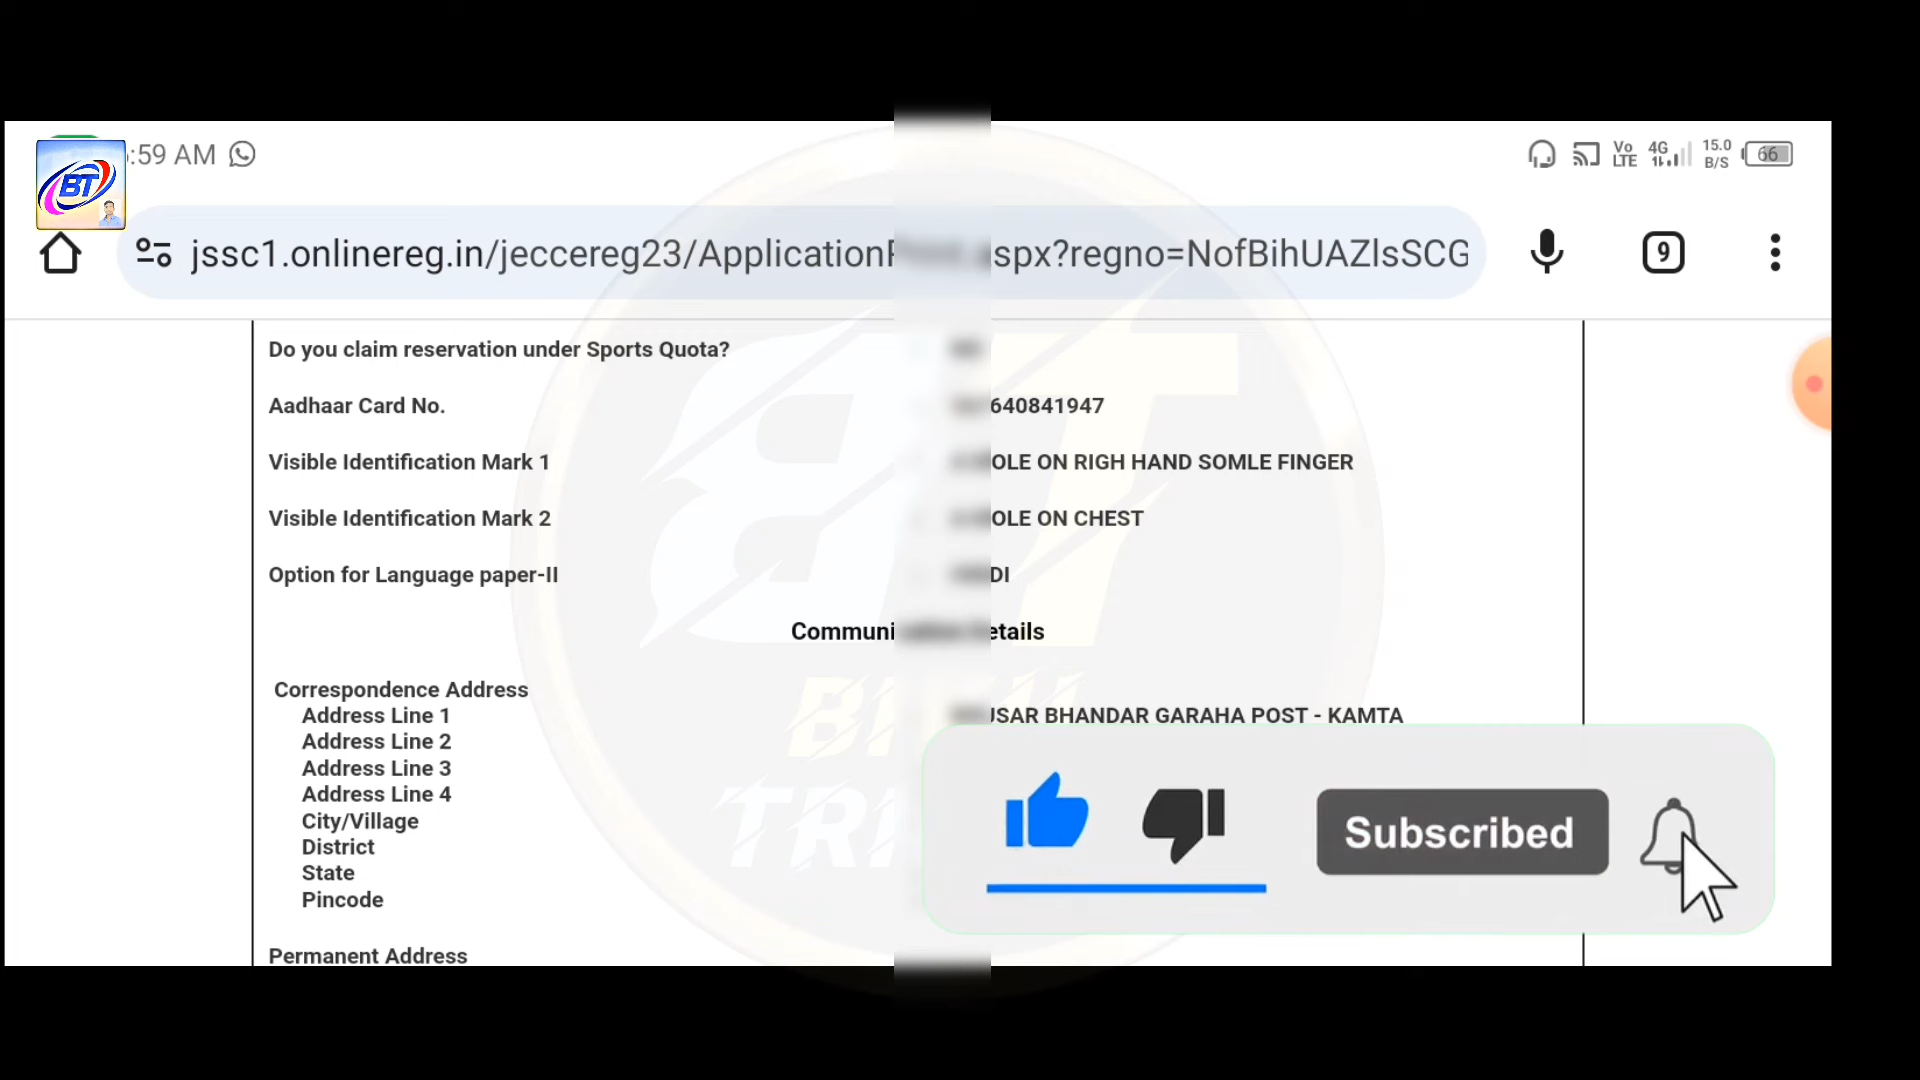 :59 AM
Vo LTE 4G 15.0 B/S 66
BT
jssc1.onlinereg.in/jeccereg23/Application spx?regno=NofBihUAZlsSCG
9
Do you claim reservation under Sports Quota?
Aadhaar Card No. 640841947
Visible Identification Mark 1 OLE ON RIGH HAND SOMLE FINGER
Visible Identification Mark 2 OLE ON CHEST
Option for Language paper-II DI
Communi etails
Correspondence Address
Address Line 1 USAR BHANDAR GARAHA POST - KAMTA
Address Line 2
Address Line 3
Address Line 4
City/Village
District
State
Pincode
Subscribed
Permanent Address